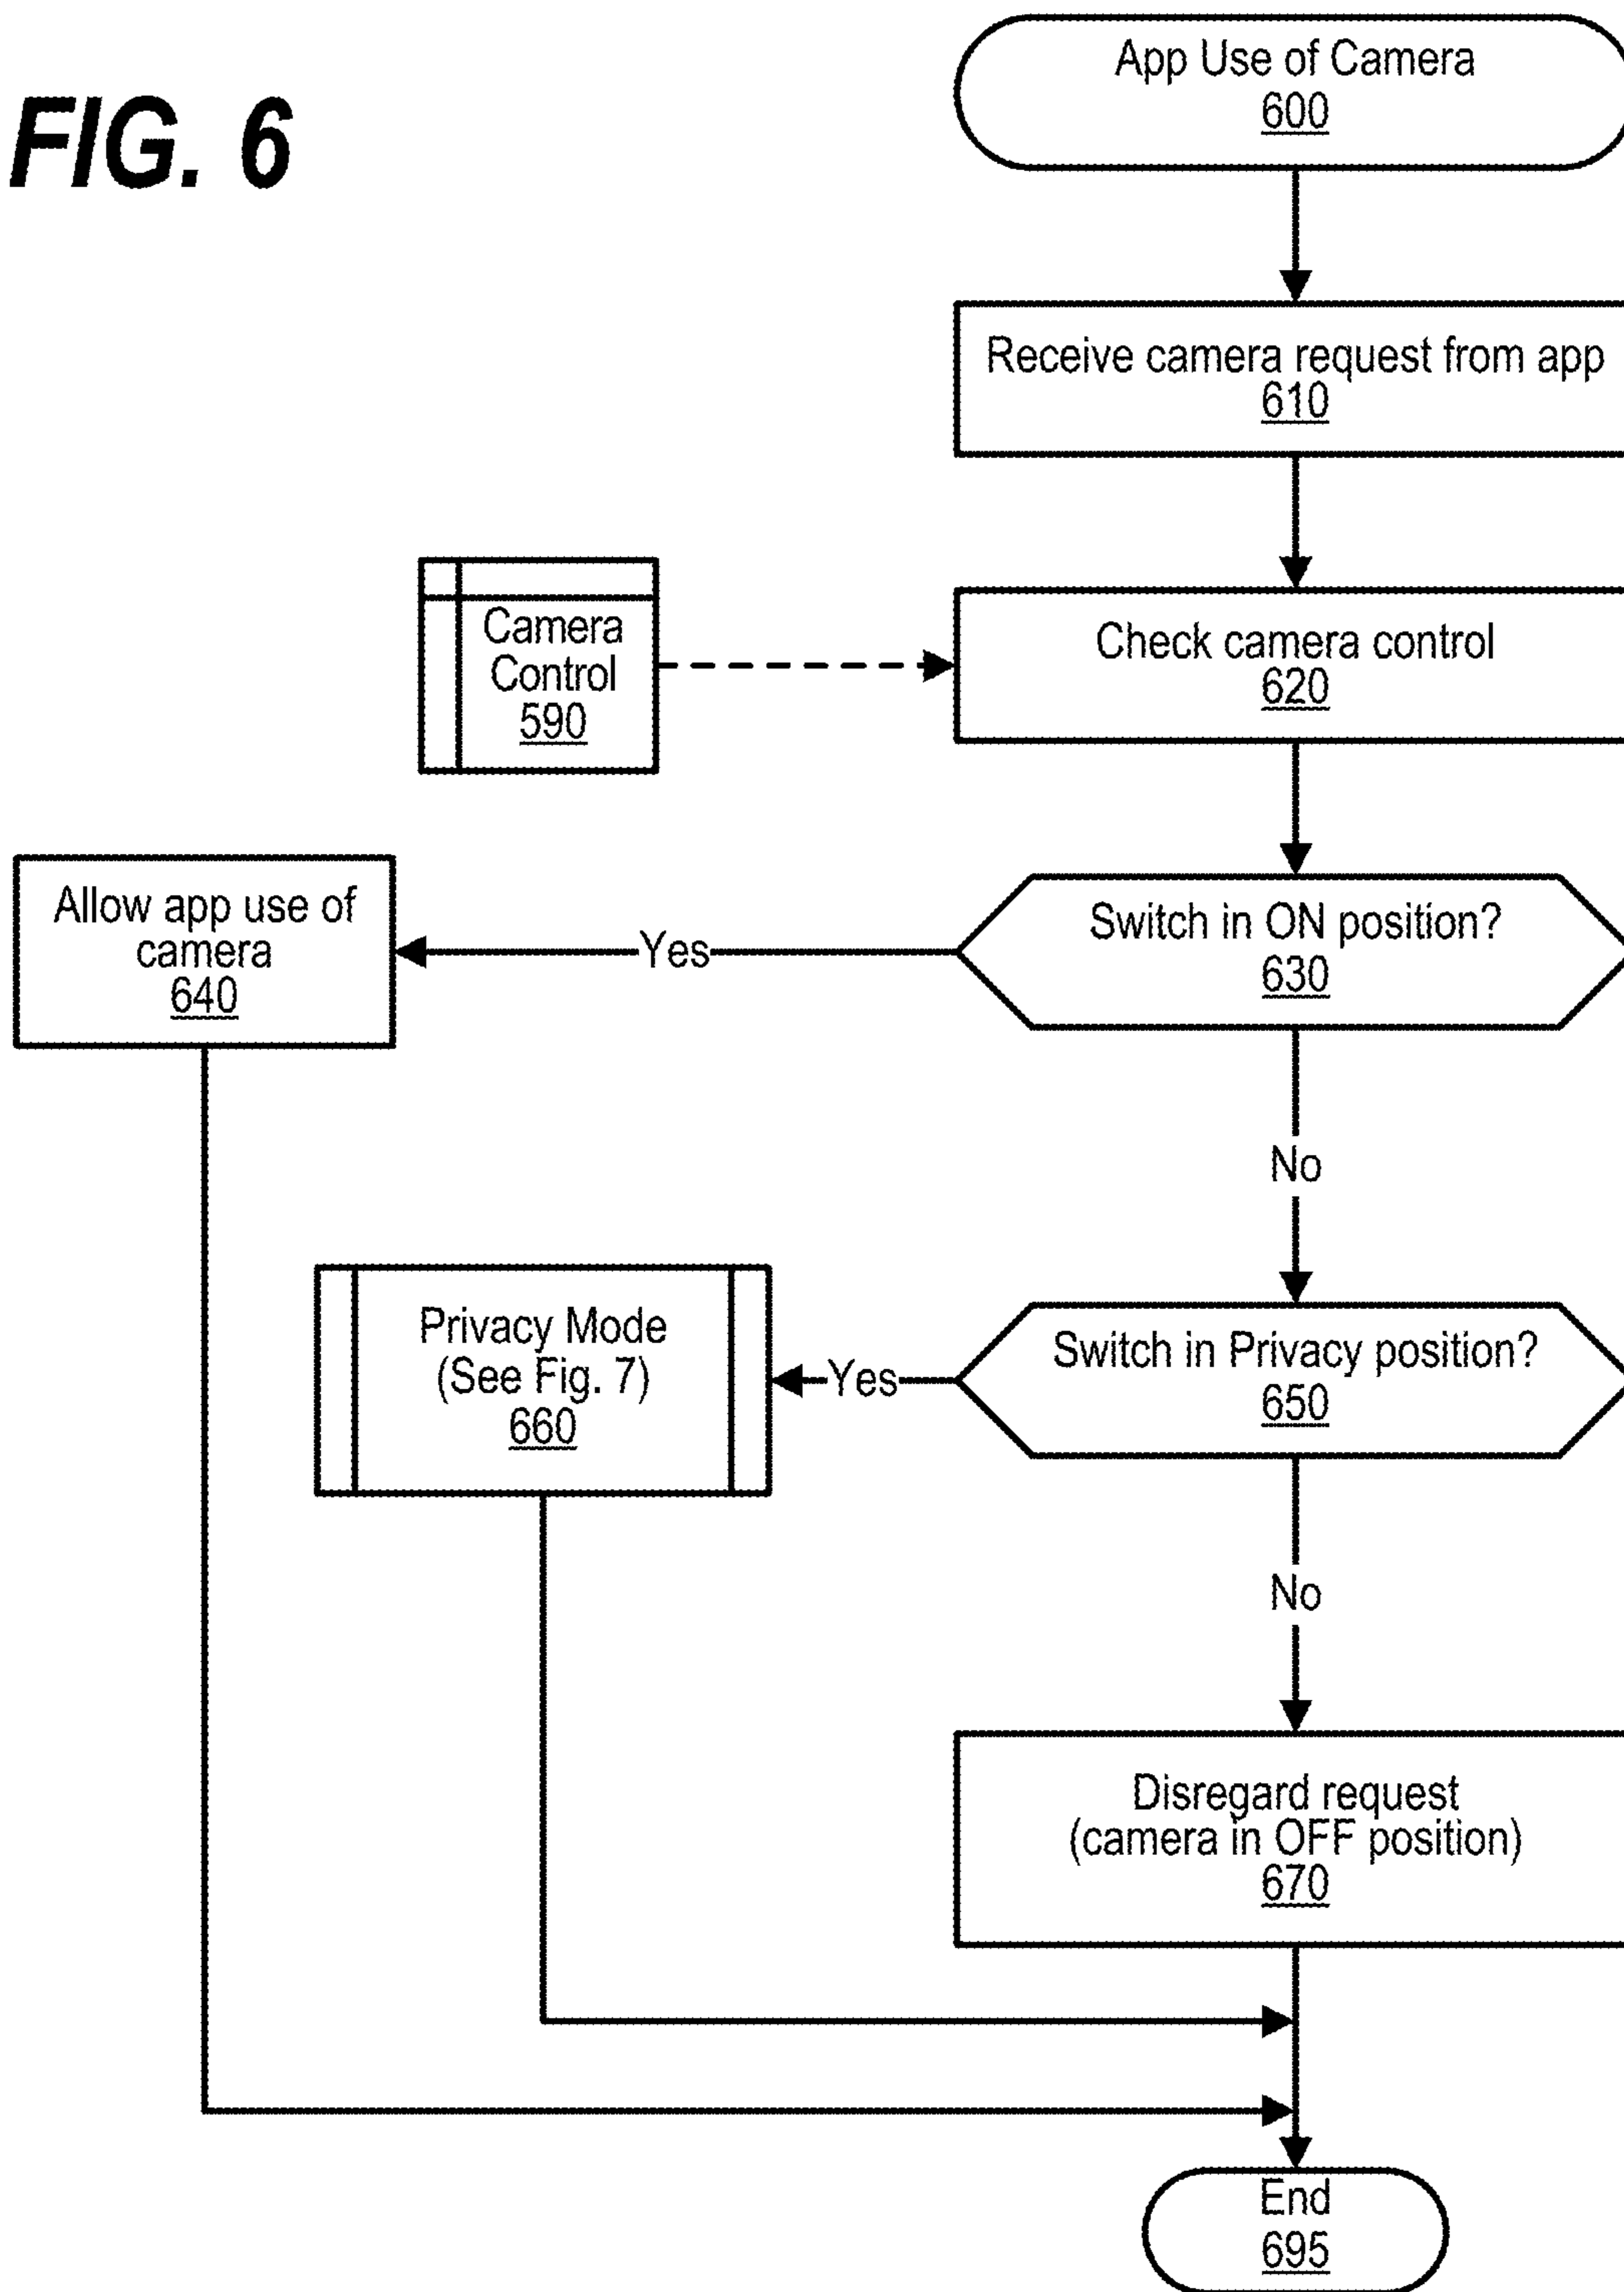 FIG. 6
App Use of Camera
600
Receive camera request from app
610
Camera
Control
590
Check camera control
620
Switch in ON position?
630
Yes
Allow app use of
camera
640
No
Switch in Privacy position?
650
Yes
Privacy Mode
(See Fig. 7)
660
No
Disregard request
(camera in OFF position)
670
End
695